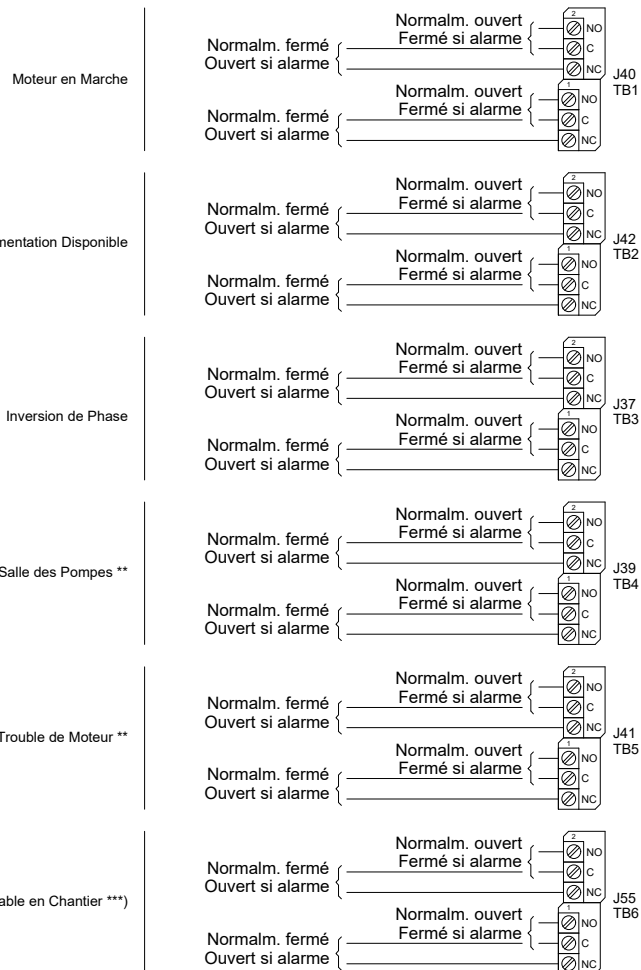 2
Normalm. ouvert
Fermé si alarme
NO
Normalm. fermé
Ouvert si alarme
C
NC
Moteur en Marche
J40
TB1
1
Normalm. ouvert
Fermé si alarme
NO
Normalm. fermé
Ouvert si alarme
C
NC
2
Normalm. ouvert
Fermé si alarme
NO
Normalm. fermé
Ouvert si alarme
C
NC
mentation Disponible
J42
TB2
1
Normalm. ouvert
Fermé si alarme
NO
Normalm. fermé
Ouvert si alarme
C
NC
2
Normalm. ouvert
Fermé si alarme
NO
Normalm. fermé
Ouvert si alarme
C
NC
Inversion de Phase
J37
TB3
1
Normalm. ouvert
Fermé si alarme
NO
Normalm. fermé
Ouvert si alarme
C
NC
2
Normalm. ouvert
Fermé si alarme
NO
Normalm. fermé
Ouvert si alarme
C
NC
Salle des Pompes **
J39
TB4
1
Normalm. ouvert
Fermé si alarme
NO
Normalm. fermé
Ouvert si alarme
C
NC
2
Normalm. ouvert
Fermé si alarme
NO
Normalm. fermé
Ouvert si alarme
C
NC
Trouble de Moteur **
J41
TB5
1
Normalm. ouvert
Fermé si alarme
NO
Normalm. fermé
Ouvert si alarme
C
NC
2
Normalm. ouvert
Fermé si alarme
NO
Normalm. fermé
Ouvert si alarme
C
NC
able en Chantier ***)
J55
TB6
1
Normalm. ouvert
Fermé si alarme
NO
Normalm. fermé
Ouvert si alarme
C
NC